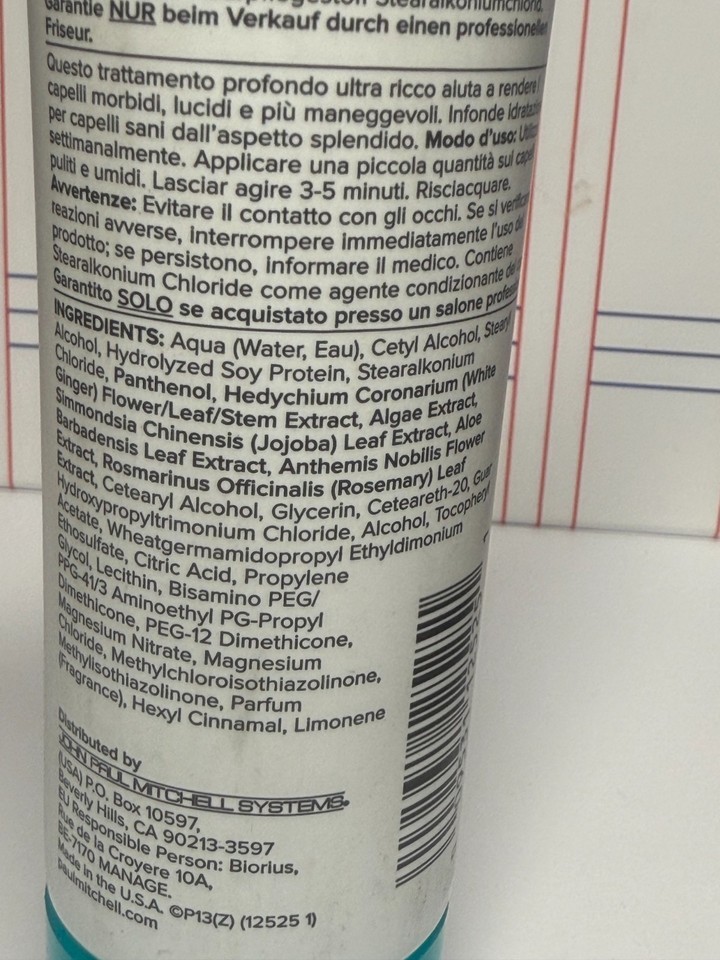 Garantie NUR beim Verkauf durch einen professionellen
Friseur.
Questo trattamento profondo ultra ricco aiuta a rendere i
capelli morbidi, lucidi e più maneggevoli. Infonde
per capelli sani dall'aspetto splendido. Modo d'uso:
settimanalmente. Applicare una piccola quantità sui
puliti e umidi. Lasciar agire 3-5 minuti. Risciacquare.
Avvertenze: Evitare il contatto con gli occhi. Se si
reazioni avverse, interrompere immediatamente l'uso
prodotto; se persistono, informare il medico. Contiene
Stearalkonium Chloride come agente condizionante
Garantito SOLO se acquistato presso un salone
INGREDIENTS: Aqua (Water, Eau), Cetyl Alcohol, Stearyl
Alcohol, Hydrolyzed Soy Protein, Stearalkonium
Chloride, Panthenol, Hedychium Coronarium (White
Ginger) Flower/Leaf/Stem Extract, Algae Extract,
Simmondsia Chinensis (Jojoba) Leaf Extract, Aloe
Barbadensis Leaf Extract, Anthemis Nobilis Flower
Extract, Rosmarinus Officinalis (Rosemary) Leaf
Extract, Cetearyl Alcohol, Glycerin, Ceteareth-20, Guar
Hydroxypropyltrimonium Chloride, Alcohol, Tocopheryl
Acetate, Wheatgermamidopropyl Ethyldimonium
Ethosulfate, Citric Acid, Propylene
Glycol, Lecithin, Bisamino PEG/
PPG-41/3 Aminoethyl PG-Propyl
Dimethicone, PEG-12 Dimethicone,
Magnesium Nitrate, Magnesium
Chloride, Methylchloroisothiazolinone,
Methylisothiazolinone, Parfum
(Fragrance), Hexyl Cinnamal, Limonene
Distributed by
JOHN PAUL MITCHELL SYSTEMS.
(USA) P.O. Box 10597,
Beverly Hills, CA 90213-3597
EU Responsible Person: Biorius,
Rue de la Croyere 10A,
BE-7170 MANAGE.
Made in the U.S.A. ©P13(Z) (12525 1)
paulmitchell.com